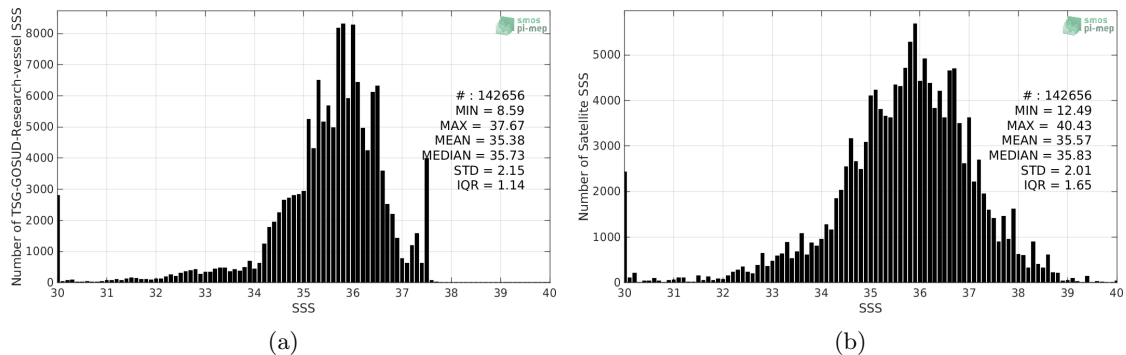 Number of TSG-GOSUD-Research-vessel SSS
8000
7000
6000
5000
4000
3000
2000
1000
0
30 31 32 33 34 35 36 37 38 39 40
SSS
smos
pi-mep
# : 142656
MIN = 8.59
MAX = 37.67
MEAN = 35.38
MEDIAN = 35.73
STD = 2.15
IQR = 1.14
(a)
Number of Satellite SSS
5000
4000
3000
2000
1000
0
30 31 32 33 34 35 36 37 38 39 40
SSS
smos
pi-mep
# : 142656
MIN = 12.49
MAX = 40.43
MEAN = 35.57
MEDIAN = 35.83
STD = 2.01
IQR = 1.65
(b)